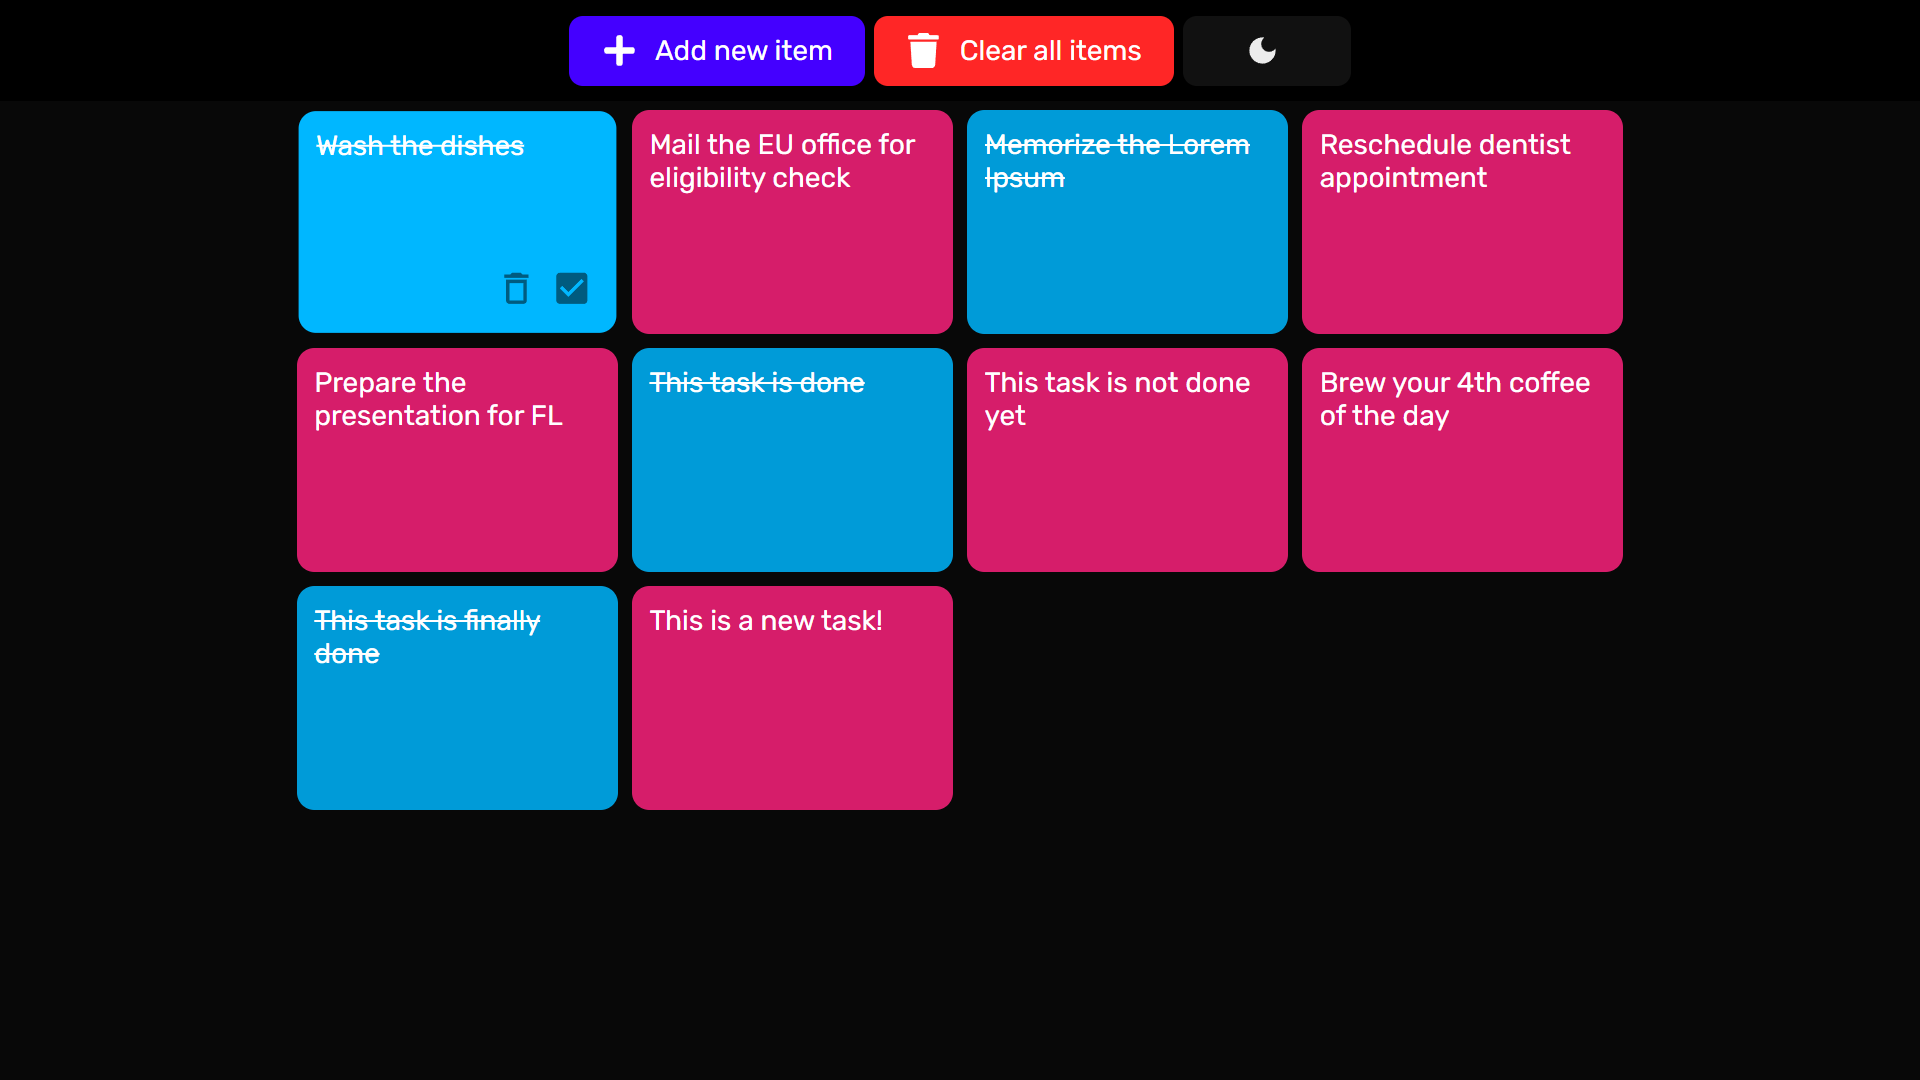 Add new item
Clear all items
Wash the dishes
Mail the EU office for
eligibility check
Memorize the Lorem
Ipsum
Reschedule dentist
appointment
Prepare the
presentation for FL
This task is done
This task is not done
yet
Brew your 4th coffee
of the day
This task is finally
done
This is a new task!